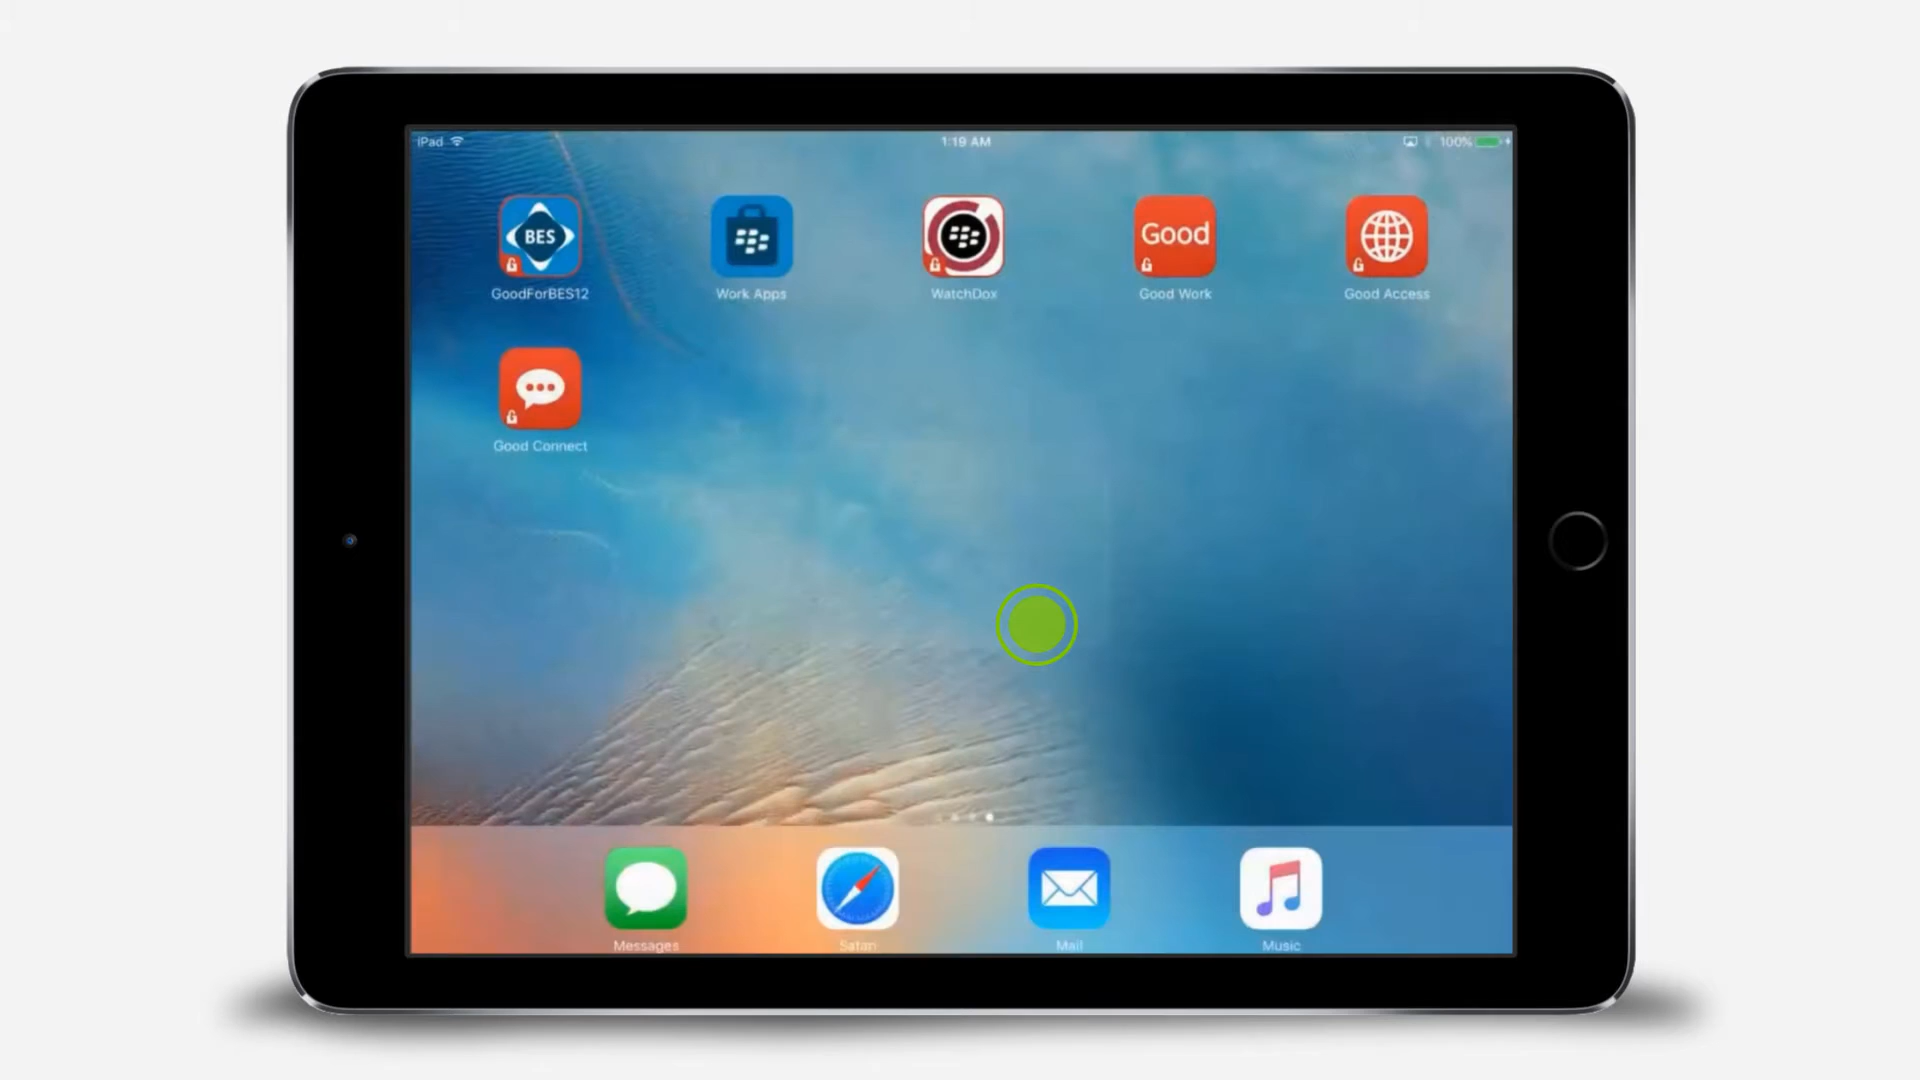 iPad
1:19 AM
100%
BES
GoodForBES12
Work Apps
WatchDox
Good
Good Work
Good Access
Good Connect
Messages
Safari
Mail
Music